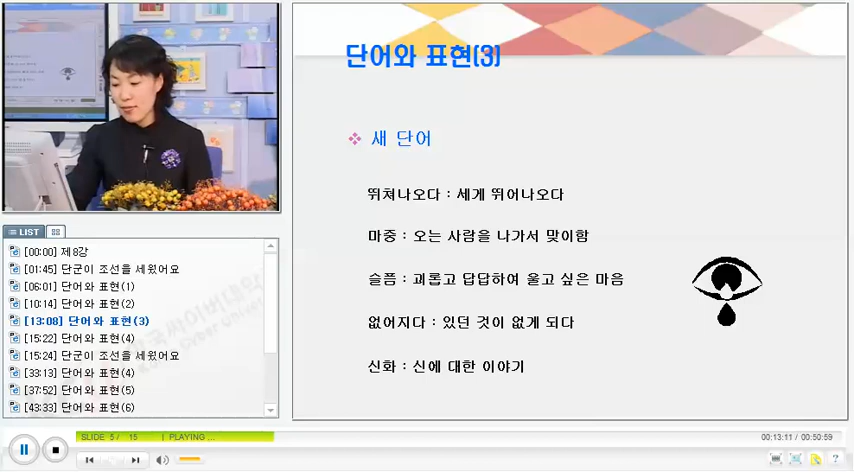 단어와 표현(3)
새 단어
뛰쳐나오다 : 세게 뛰어나오다
마중 : 오는 사람을 나가서 맞이함
슬픔 : 괴롭고 답답하여 울고 싶은 마음
없어지다 : 있던 것이 없게 되다
신화 : 신에 대한 이야기
LIST
[00:00] 제8강
[01:45] 단군이 조선을 세웠어요
[06:01] 단어와 표현(1)
[10:14] 단어와 표현(2)
[13:08] 단어와 표현(3)
[15:22] 단어와 표현(4)
[15:24] 단군이 조선을 세웠어요
[33:13] 단어와 표현(4)
[37:52] 단어와 표현(5)
[43:33] 단어와 표현(6)
SLIDE 5 / 15 | PLAYING ...
00:13:11 / 00:50:59